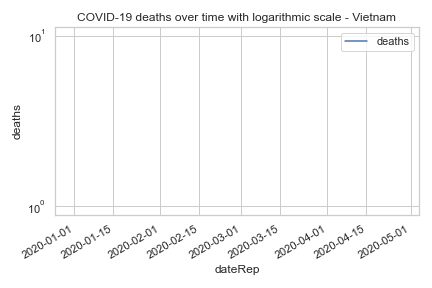 COVID-19 deaths over time with logarithmic scale - Vietnam
deaths
10¹
deaths
10⁰
2020-01-01
2020-01-15
2020-02-01
2020-02-15
2020-03-01
2020-03-15
2020-04-01
2020-04-15
2020-05-01
dateRep